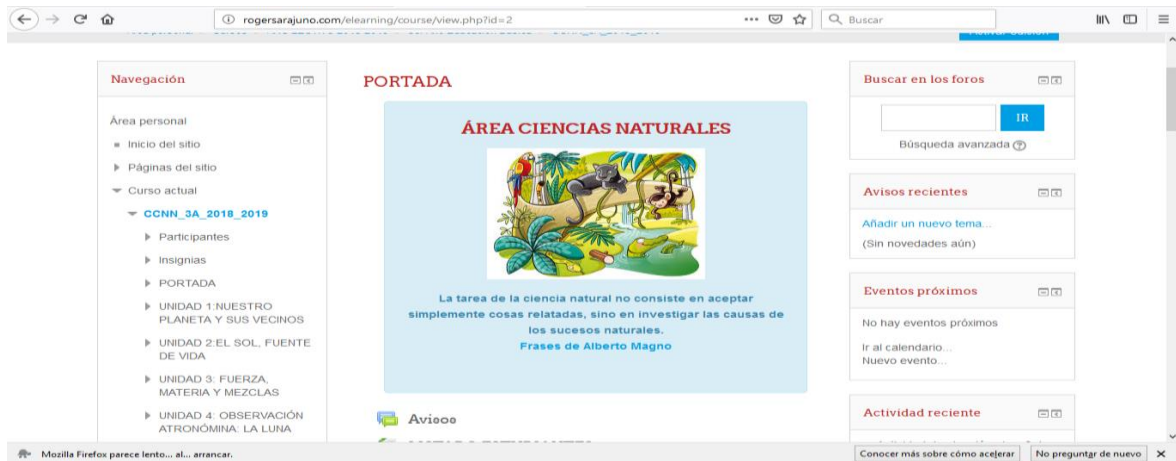 rogersarajuno.com/elearning/course/view.php?id=2
Buscar
Navegación
Área personal
Inicio del sitio
Páginas del sitio
Curso actual
CCNN_3A_2018_2019
Participantes
Insignias
PORTADA
UNIDAD 1:NUESTRO
PLANETA Y SUS VECINOS
UNIDAD 2:EL SOL, FUENTE
DE VIDA
UNIDAD 3: FUERZA,
MATERIA Y MEZCLAS
UNIDAD 4: OBSERVACIÓN
ATRONÓMINA: LA LUNA
PORTADA
ÁREA CIENCIAS NATURALES
La tarea de la ciencia natural no consiste en aceptar
simplemente cosas relatadas, sino en investigar las causas de
los sucesos naturales.
Frases de Alberto Magno
Avisos
Buscar en los foros
IR
Búsqueda avanzada
Avisos recientes
Añadir un nuevo tema...
(Sin novedades aún)
Eventos próximos
No hay eventos próximos
Ir al calendario...
Nuevo evento...
Actividad reciente
Mozilla Firefox parece lento... al... arrancar.
Conocer más sobre cómo acelerar
No preguntar de nuevo